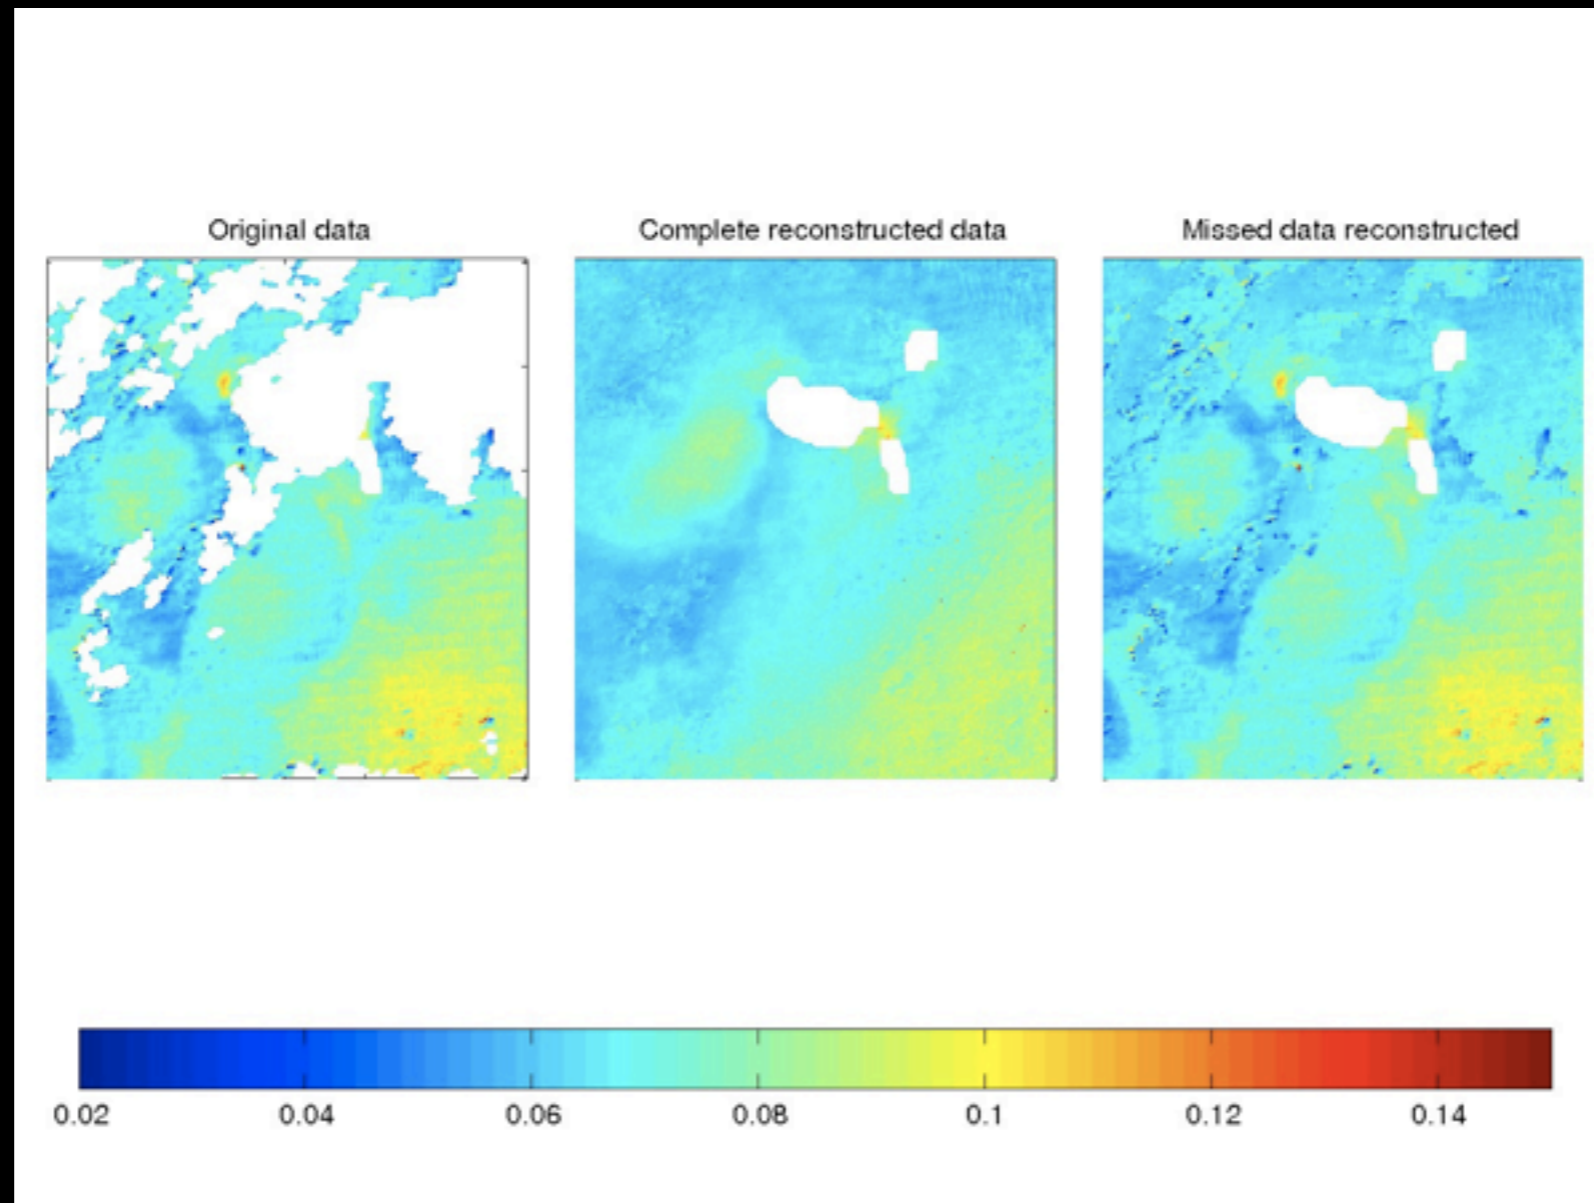 Original data
Complete reconstructed data
Missed data reconstructed
0.02 0.04 0.06 0.08 0.1 0.12 0.14